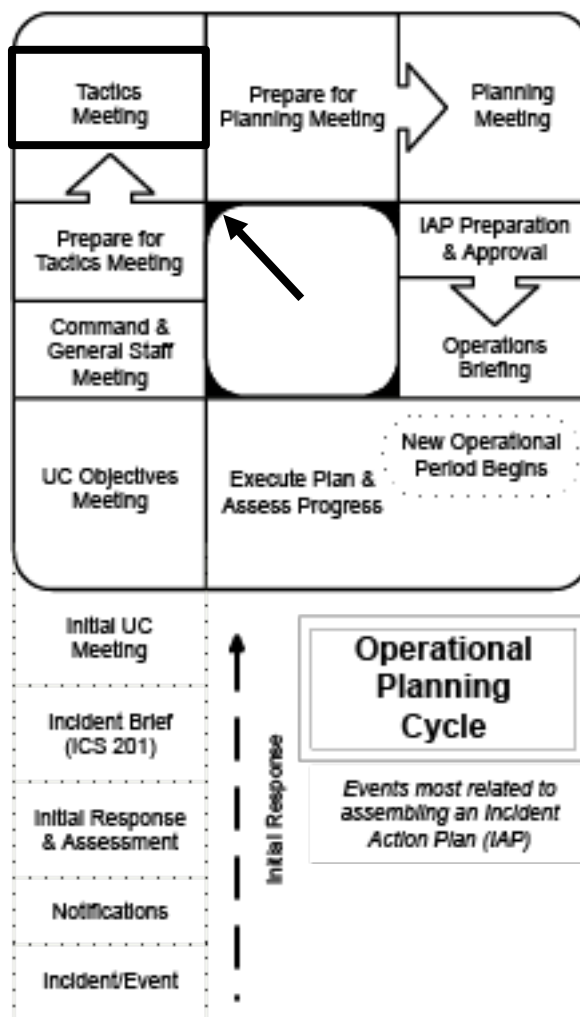 Tactics
Meeting
Prepare for
Planning Meeting
Planning
Meeting
Prepare for
Tactics Meeting
IAP Preparation
& Approval
Command &
General Staff
Meeting
Operations
Briefing
UC Objectives
Meeting
Execute Plan &
Assess Progress
New Operational
Period Begins
Initial UC
Meeting
Incident Brief
(ICS 201)
Initial Response
& Assessment
Notifications
Incident/Event
Initial Response
Operational
Planning
Cycle
Events most related to
assembling an Incident
Action Plan (IAP)